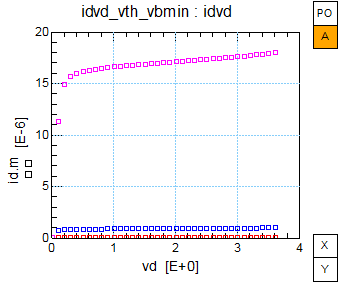 idvd_vth_vbmin : idvd
PO
A
20
15
10
5
0
id.m [E-6]
0 1 2 3 4
vd [E+0]
X
Y